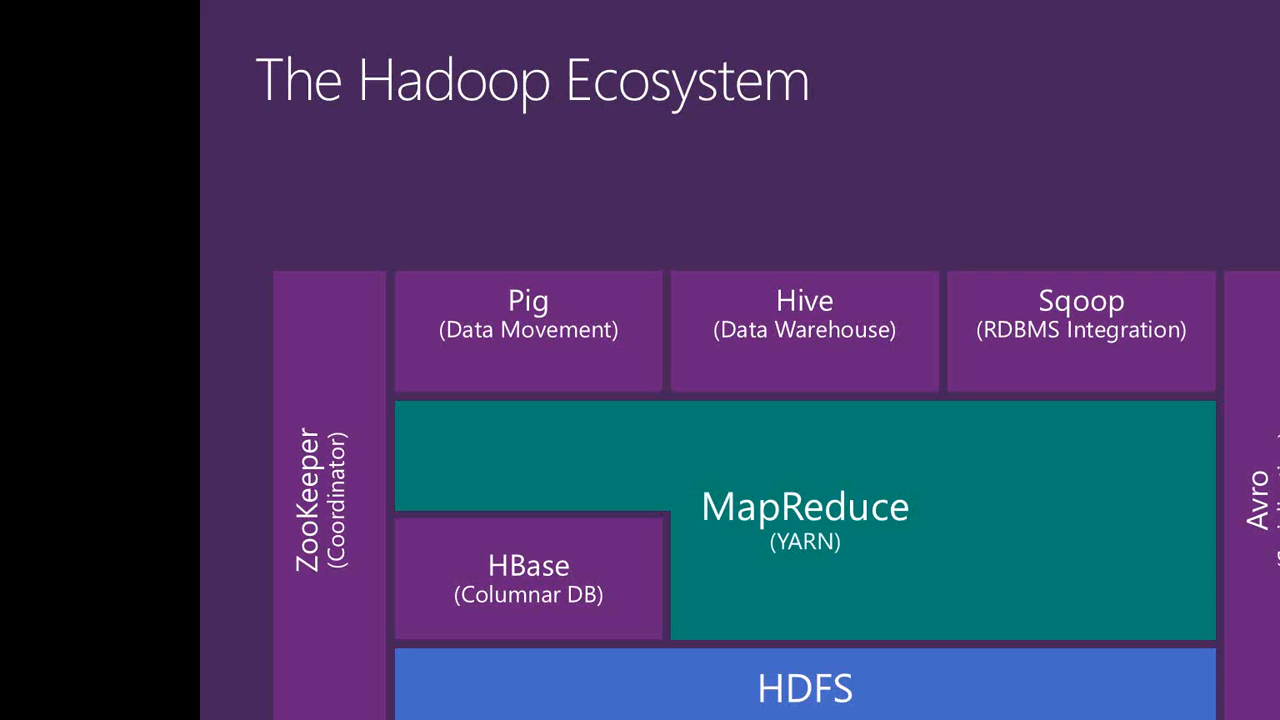 The Hadoop Ecosystem
Pig
(Data Movement)
Hive
(Data Warehouse)
Sqoop
(RDBMS Integration)
ZooKeeper
(Coordinator)
MapReduce
(YARN)
Avro
HBase
(Columnar DB)
HDFS